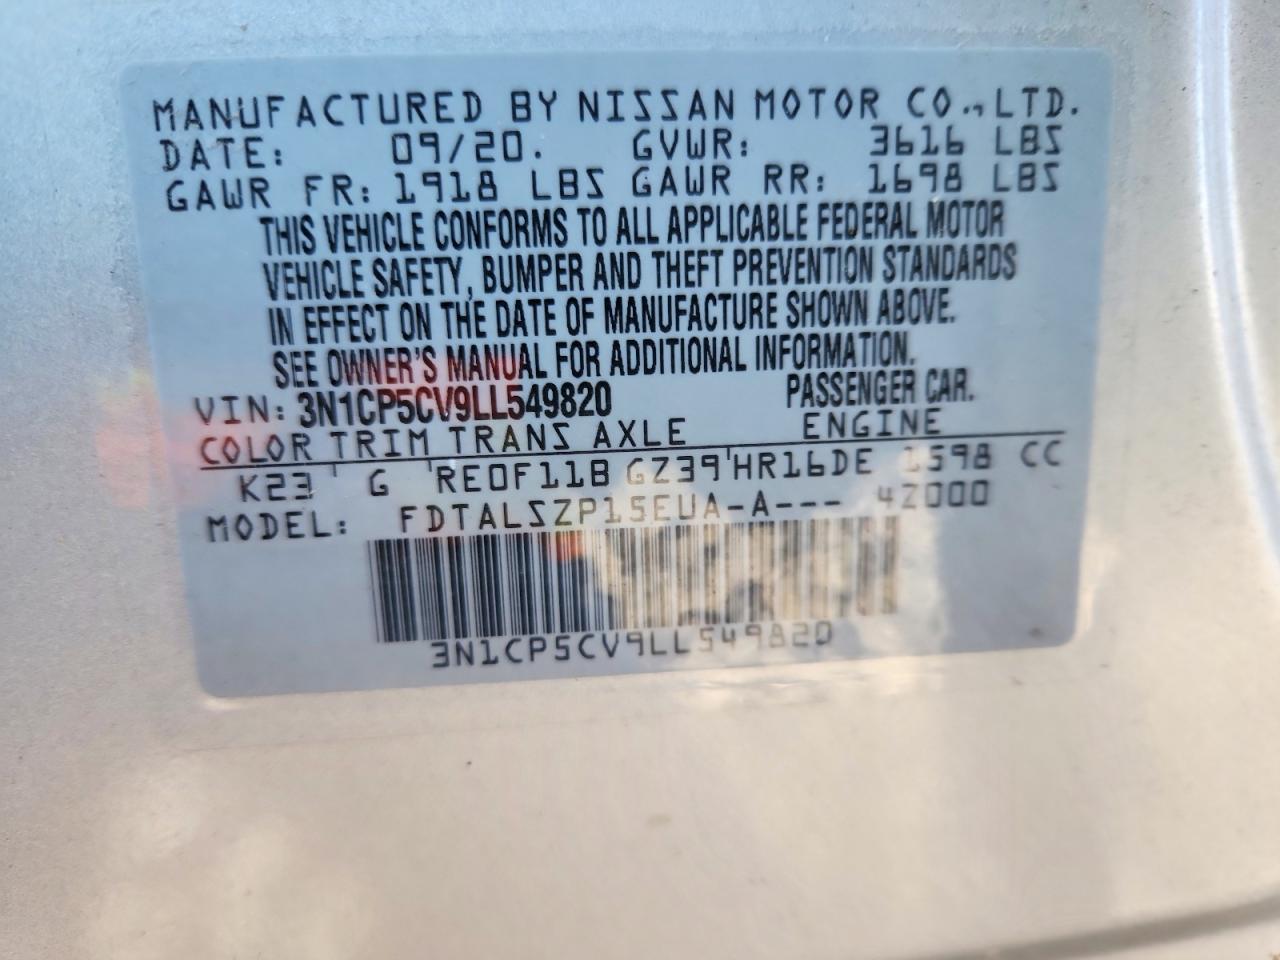 MANUFACTURED BY NISSAN MOTOR CO., LTD.
DATE: 09/20. GVWR: 3616 LBS
GAWR FR: 1918 LBS GAWR RR: 1698 LBS
THIS VEHICLE CONFORMS TO ALL APPLICABLE FEDERAL MOTOR
VEHICLE SAFETY, BUMPER AND THEFT PREVENTION STANDARDS
IN EFFECT ON THE DATE OF MANUFACTURE SHOWN ABOVE.
SEE OWNER'S MANUAL FOR ADDITIONAL INFORMATION.
VIN: 3N1CP5CV9LL549820 PASSENGER CAR.
COLOR TRIM TRANS AXLE ENGINE
K23 G RE0F11B GZ39 HR16DE 1598 CC
MODEL: FDTALSZP15EUA-A--- 4Z000
3N1CP5CV9LL549820